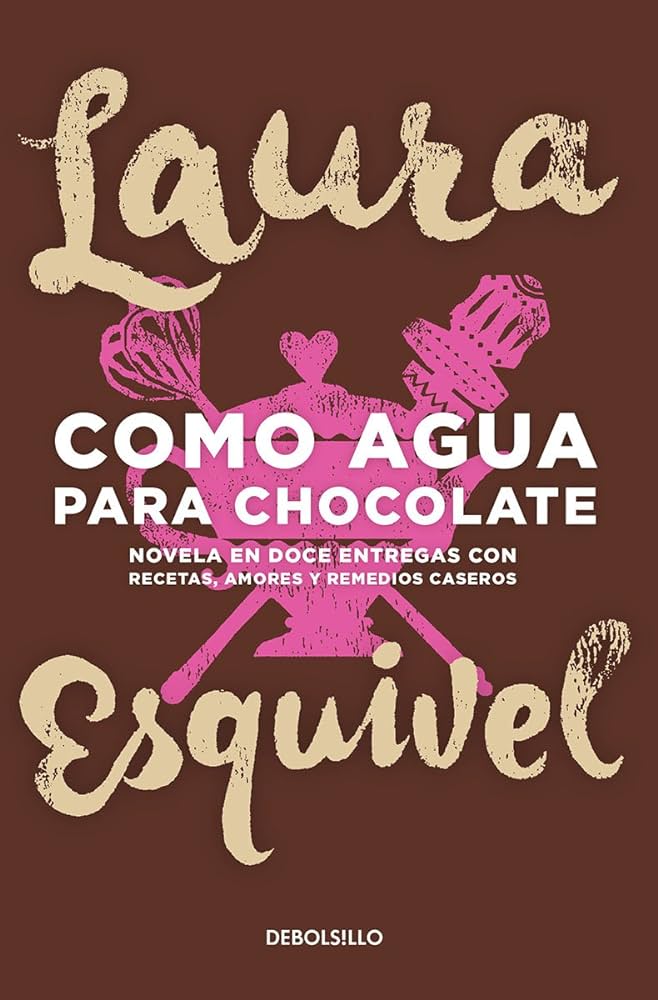 Laura
COMO AGUA
PARA CHOCOLATE
NOVELA EN DOCE ENTREGAS CON
RECETAS, AMORES Y REMEDIOS CASEROS
Esquivel
DEBOLS!LLO